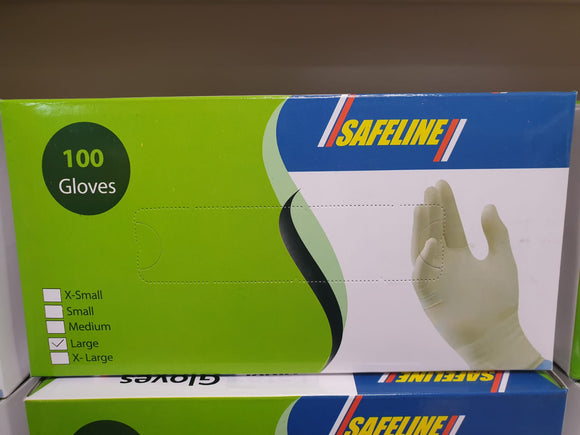 SAFELINE
100
Gloves
X-Small
Small
Medium
Large
X- Large
Gloves
SAFELINE
SAFELINE